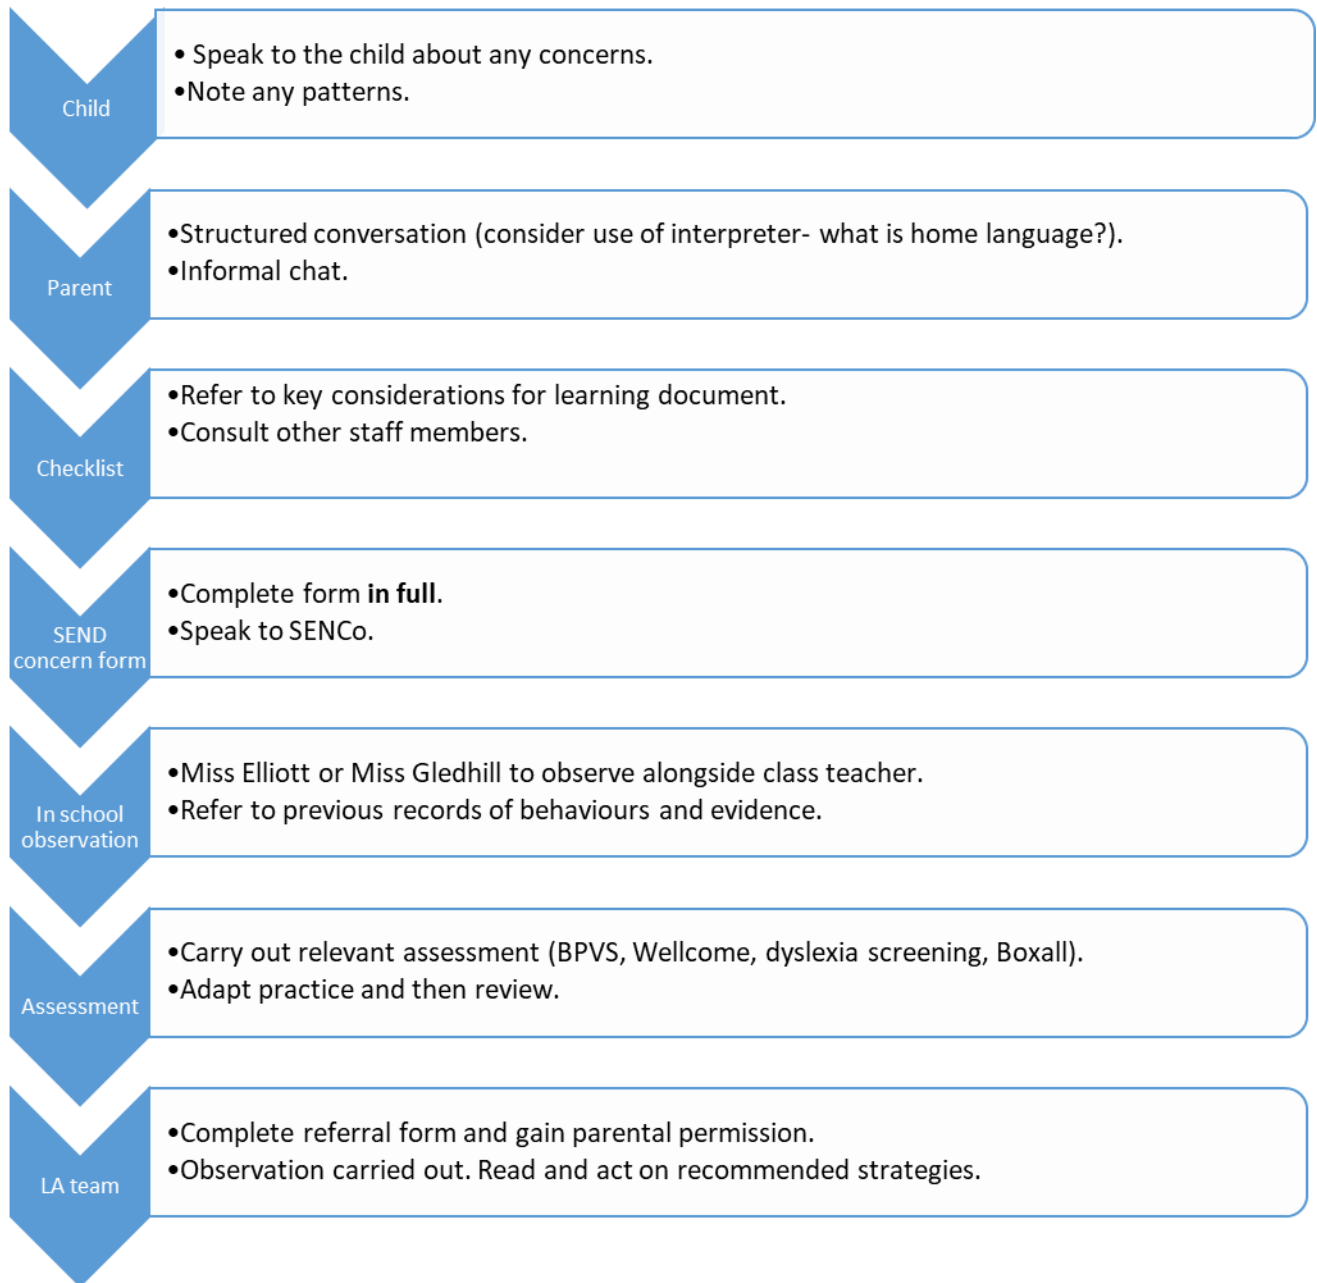 Child
• Speak to the child about any concerns.
•Note any patterns.
Parent
•Structured conversation (consider use of interpreter- what is home language?).
•Informal chat.
Checklist
•Refer to key considerations for learning document.
•Consult other staff members.
SEND
concern form
•Complete form in full.
•Speak to SENCo.
In school
observation
•Miss Elliott or Miss Gledhill to observe alongside class teacher.
•Refer to previous records of behaviours and evidence.
Assessment
•Carry out relevant assessment (BPVS, Wellcome, dyslexia screening, Boxall).
•Adapt practice and then review.
LA team
•Complete referral form and gain parental permission.
•Observation carried out. Read and act on recommended strategies.